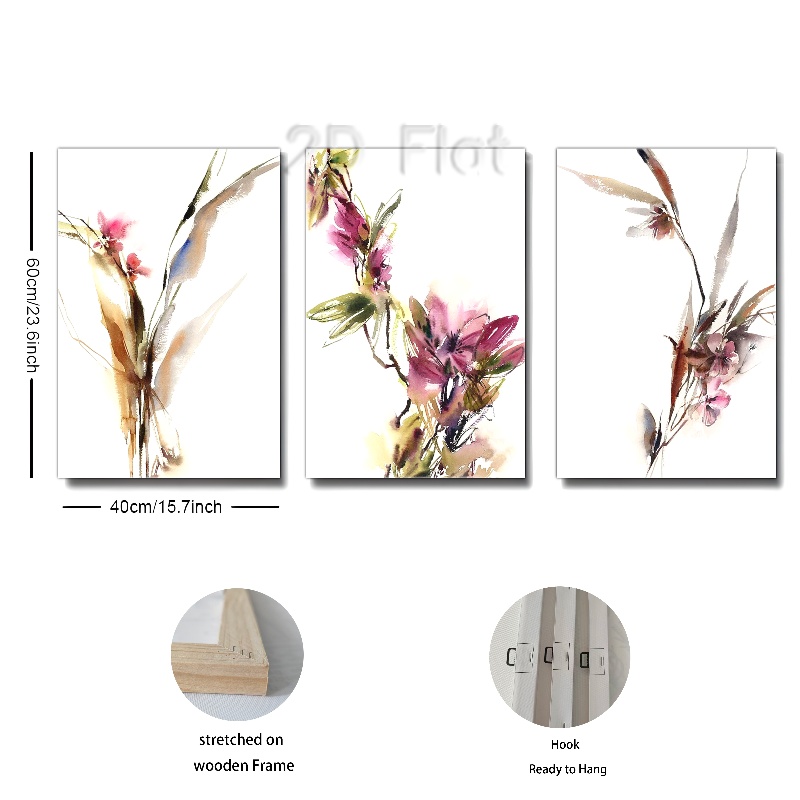 2D Flat
60cm/23.6inch
40cm/15.7inch
stretched on
wooden Frame
Hook
Ready to Hang